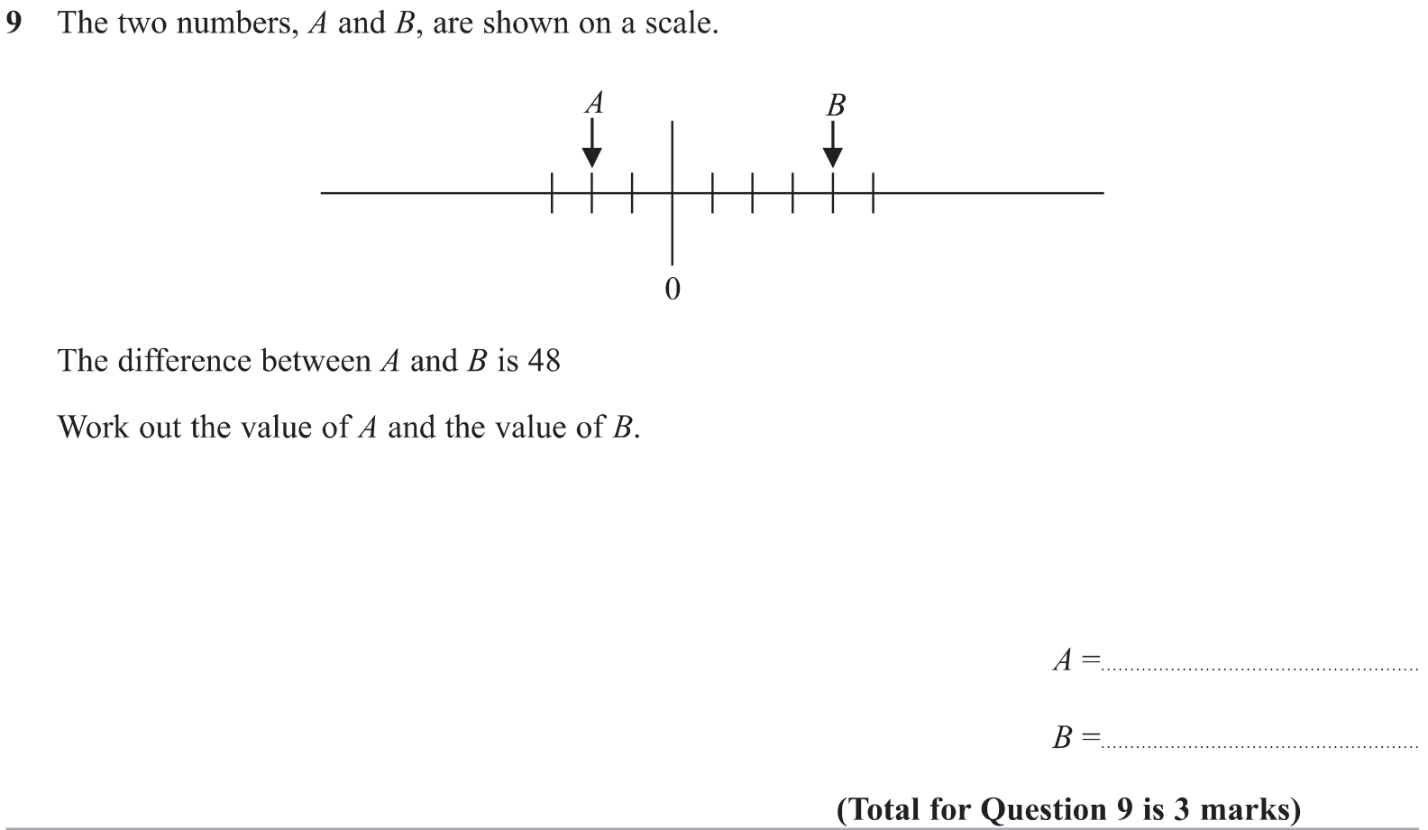 9 The two numbers, A and B, are shown on a scale.
A B
0
The difference between A and B is 48
Work out the value of A and the value of B.
A =
B =
(Total for Question 9 is 3 marks)